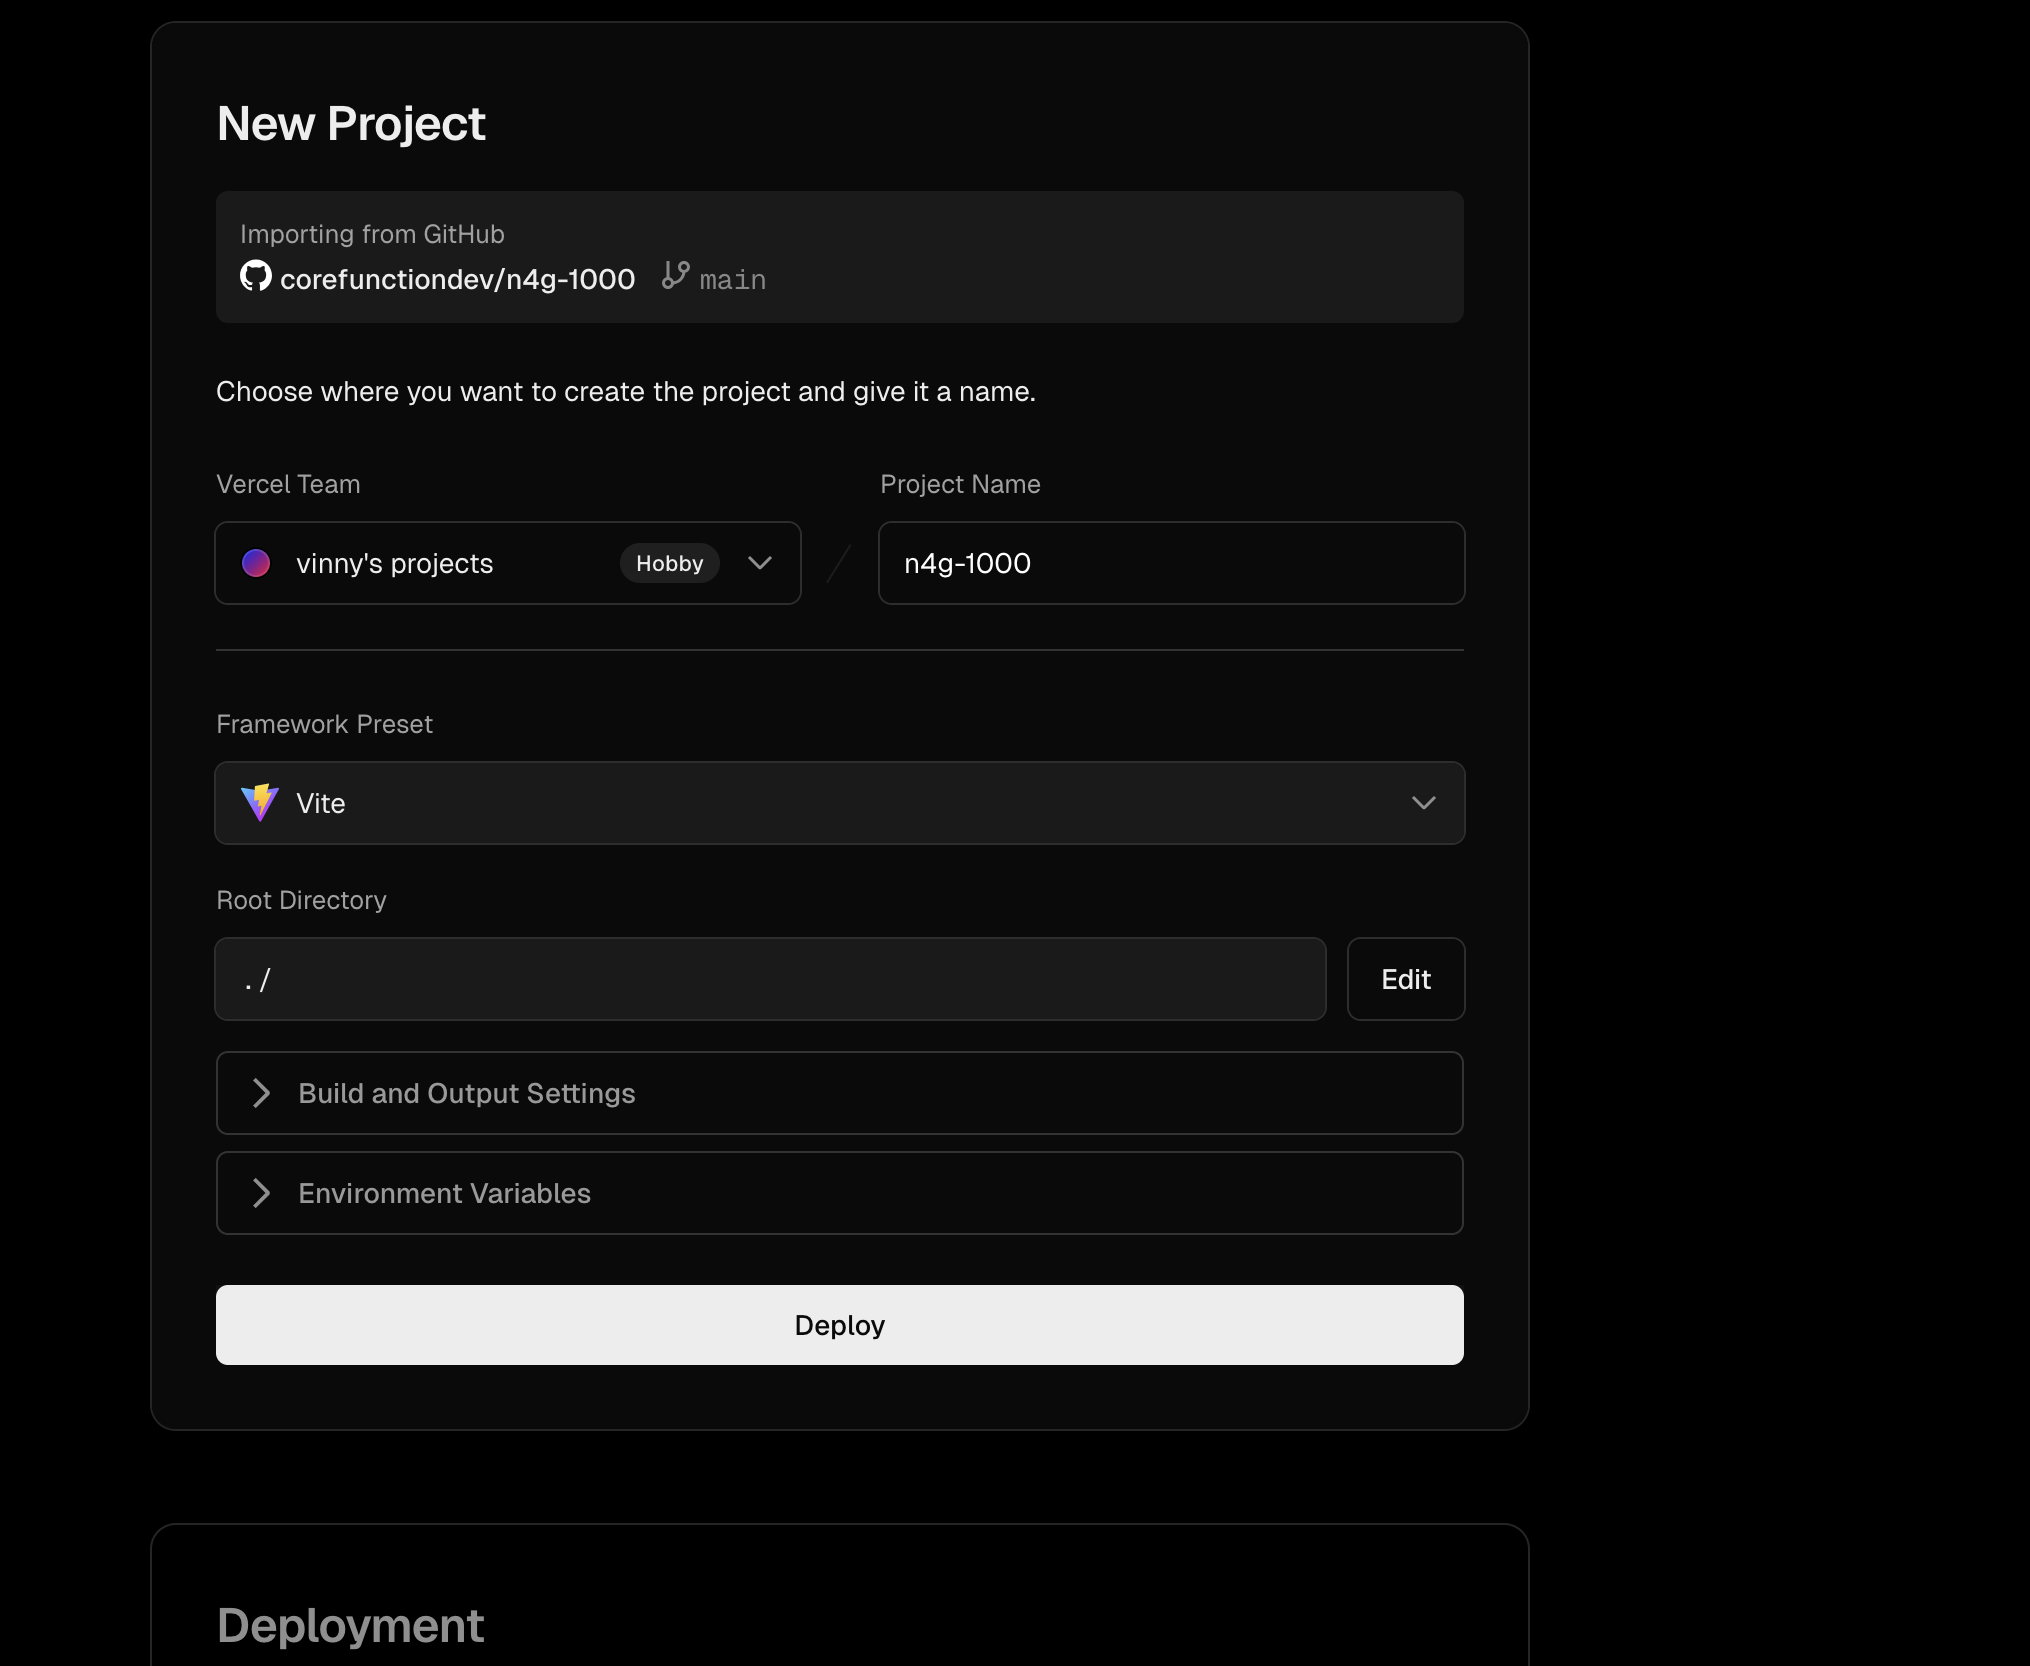 New Project
Importing from GitHub
corefunctiondev/n4g-1000 main
Choose where you want to create the project and give it a name.
Vercel Team
Project Name
vinny's projects Hobby / n4g-1000
Framework Preset
Vite
Root Directory
./
Edit
Build and Output Settings
Environment Variables
Deploy
Deployment